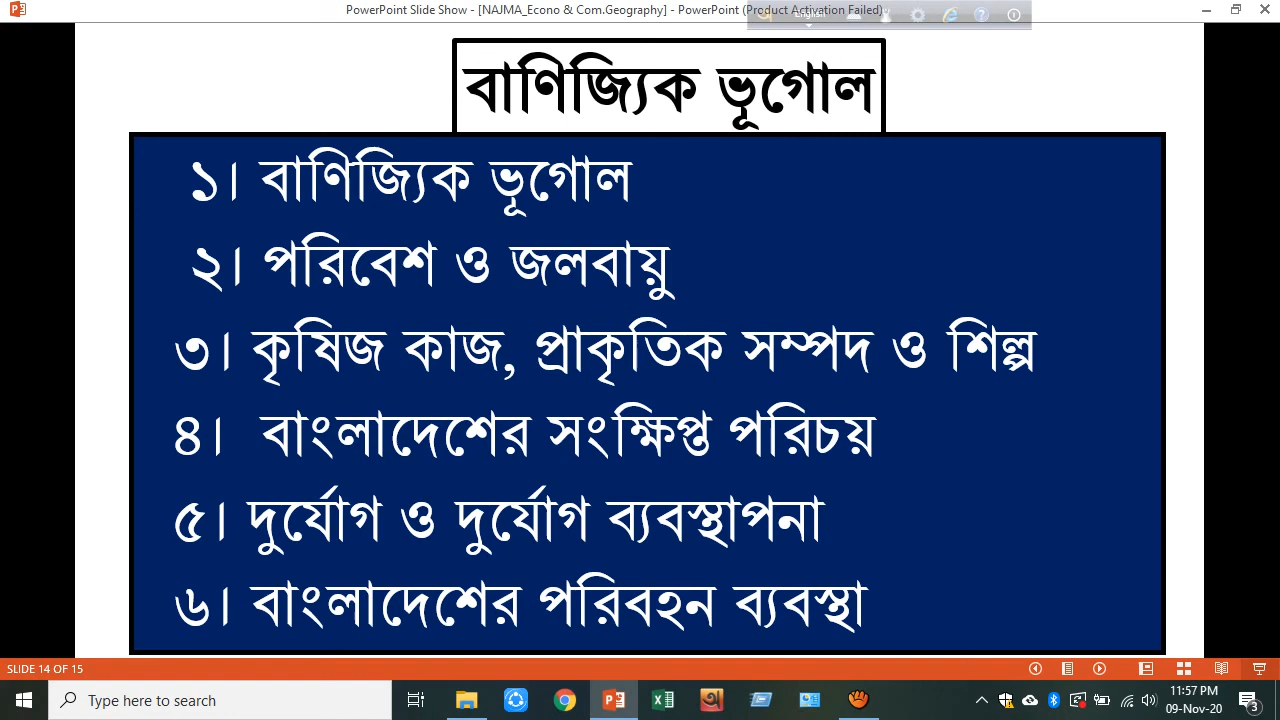 PowerPoint Slide Show - [NAJMA_Econo & Com.Geography] - PowerPoint (Product Activation Failed)
English
বাণিজ্যিক ভূগোল
১। বাণিজ্যিক ভূগোল
২। পরিবেশ ও জলবায়ু
৩। কৃষিজ কাজ, প্রাকৃতিক সম্পদ ও শিল্প
৪। বাংলাদেশের সংক্ষিপ্ত পরিচয়
৫। দুর্যোগ ও দুর্যোগ ব্যবস্থাপনা
৬। বাংলাদেশের পরিবহন ব্যবস্থা
SLIDE 14 OF 15
Type here to search
11:57 PM
09-Nov-20
3